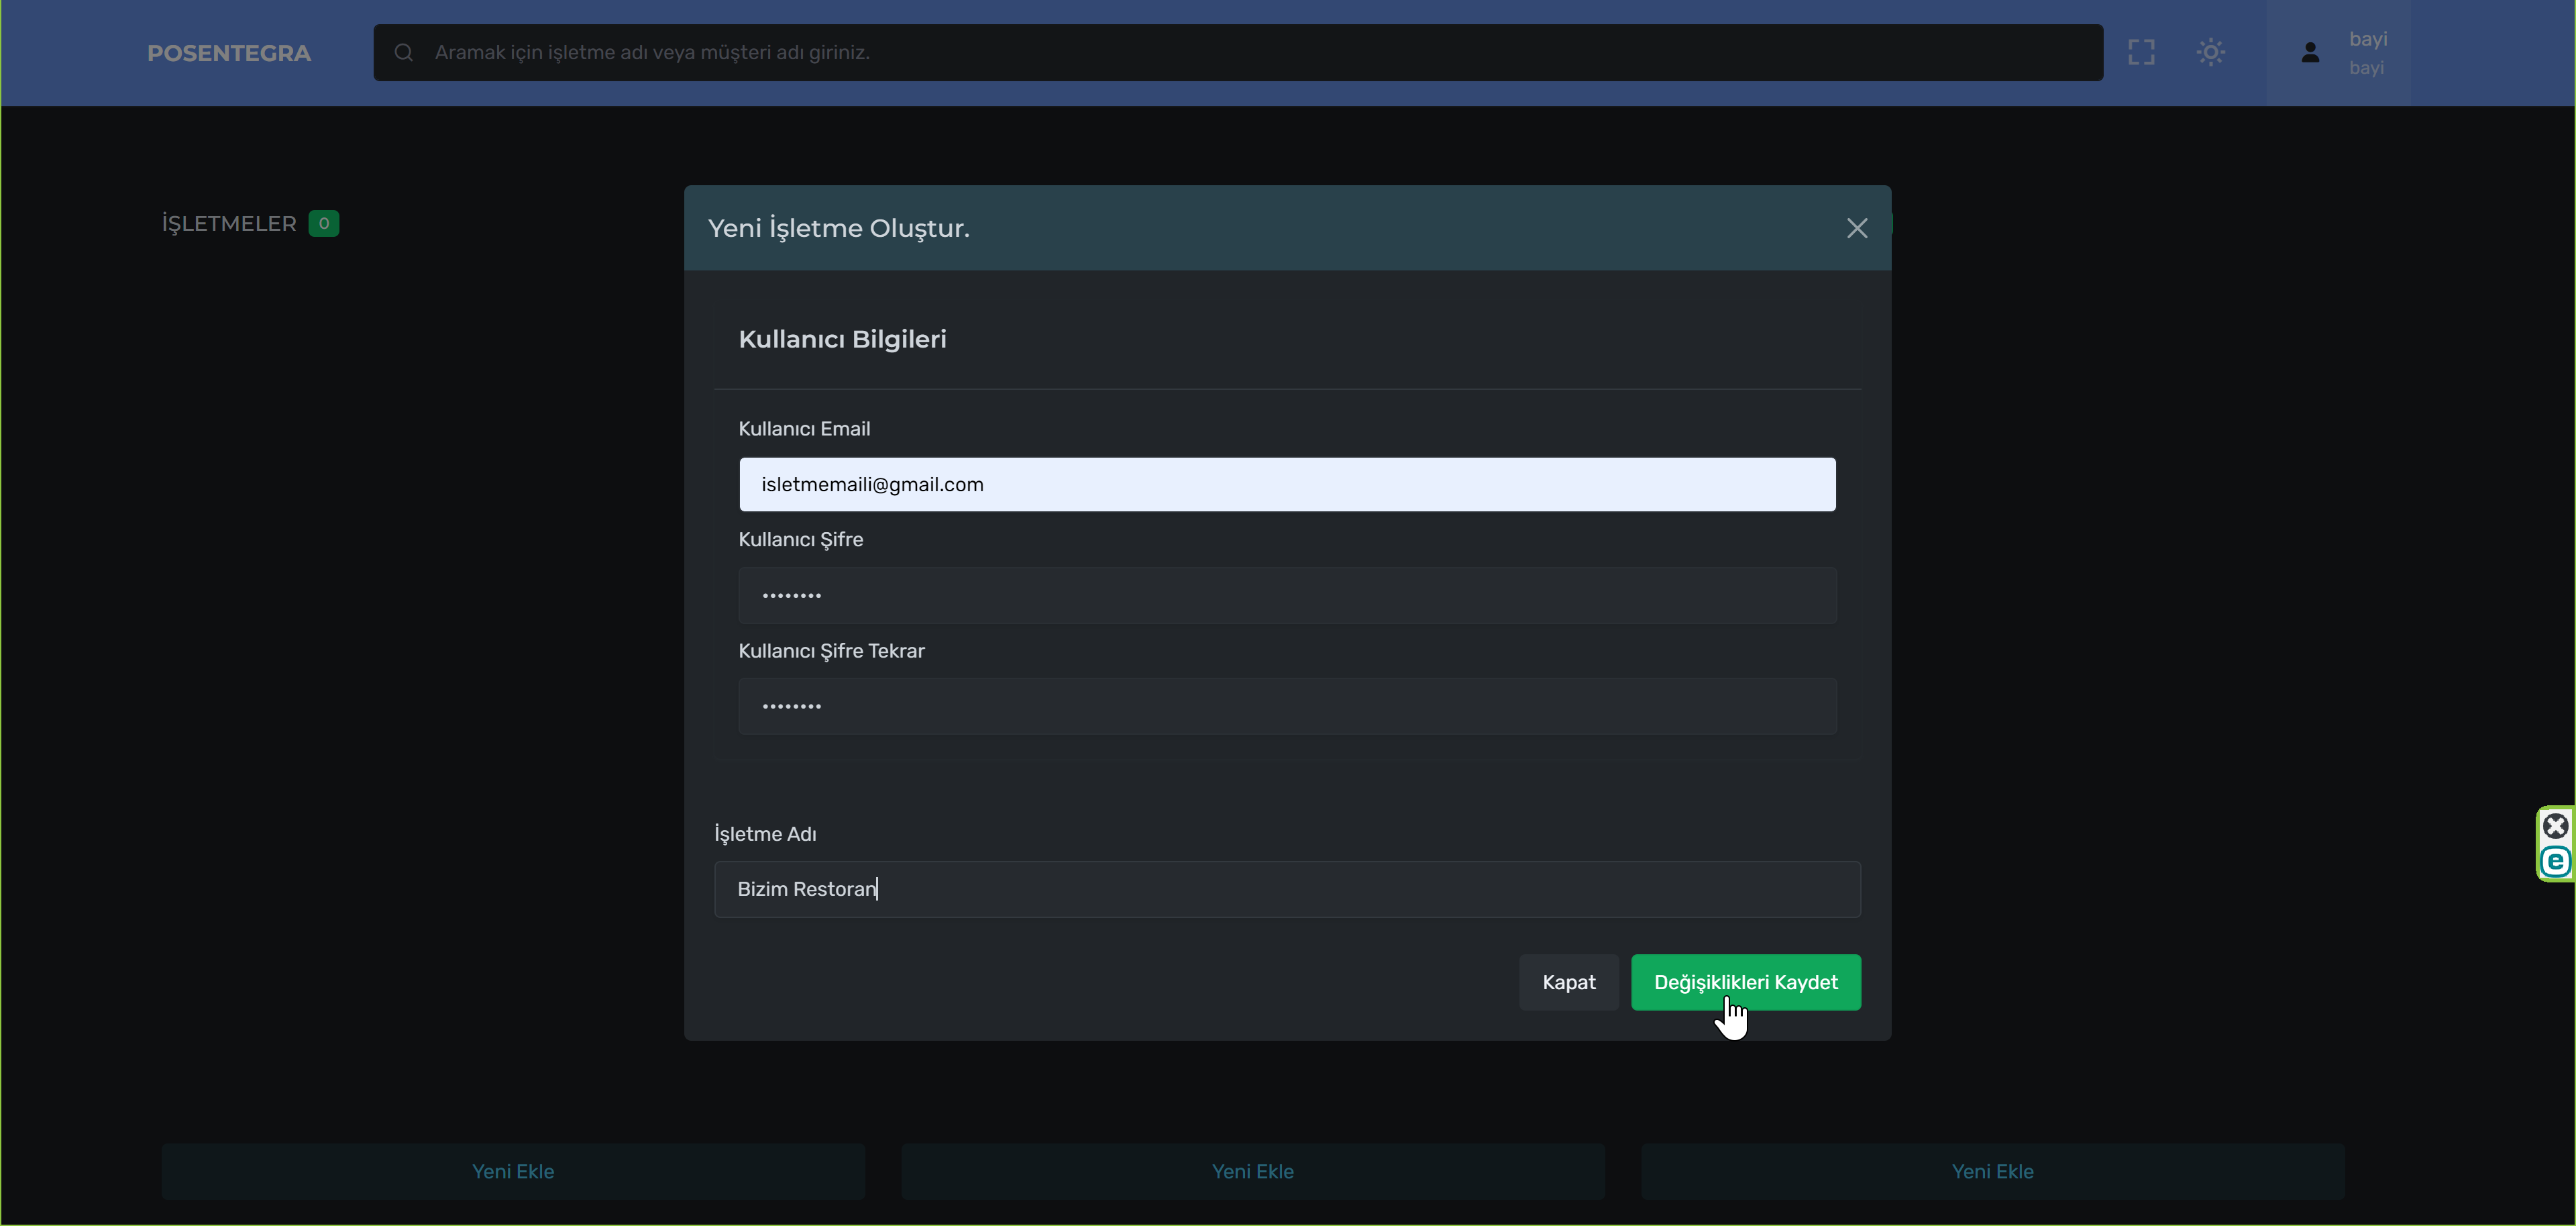 POSENTEGRA
Aramak için işletme adı veya müşteri adı giriniz.
bayi
bayi
İŞLETMELER 0
Yeni İşletme Oluştur.
Kullanıcı Bilgileri
Kullanıcı Email
isletmemaili@gmail.com
Kullanıcı Şifre
••••••••
Kullanıcı Şifre Tekrar
••••••••
İşletme Adı
Bizim Restoran
Kapat
Değişiklikleri Kaydet
e
Yeni Ekle
Yeni Ekle
Yeni Ekle